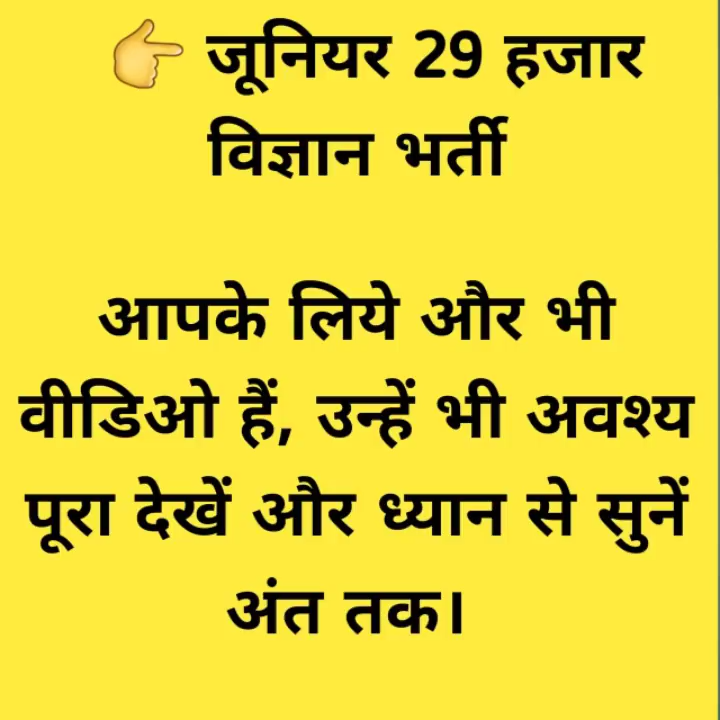 👉 जूनियर 29 हजार
विज्ञान भर्ती
आपके लिये और भी
वीडिओ हैं, उन्हें भी अवश्य
पूरा देखें और ध्यान से सुनें
अंत तक।